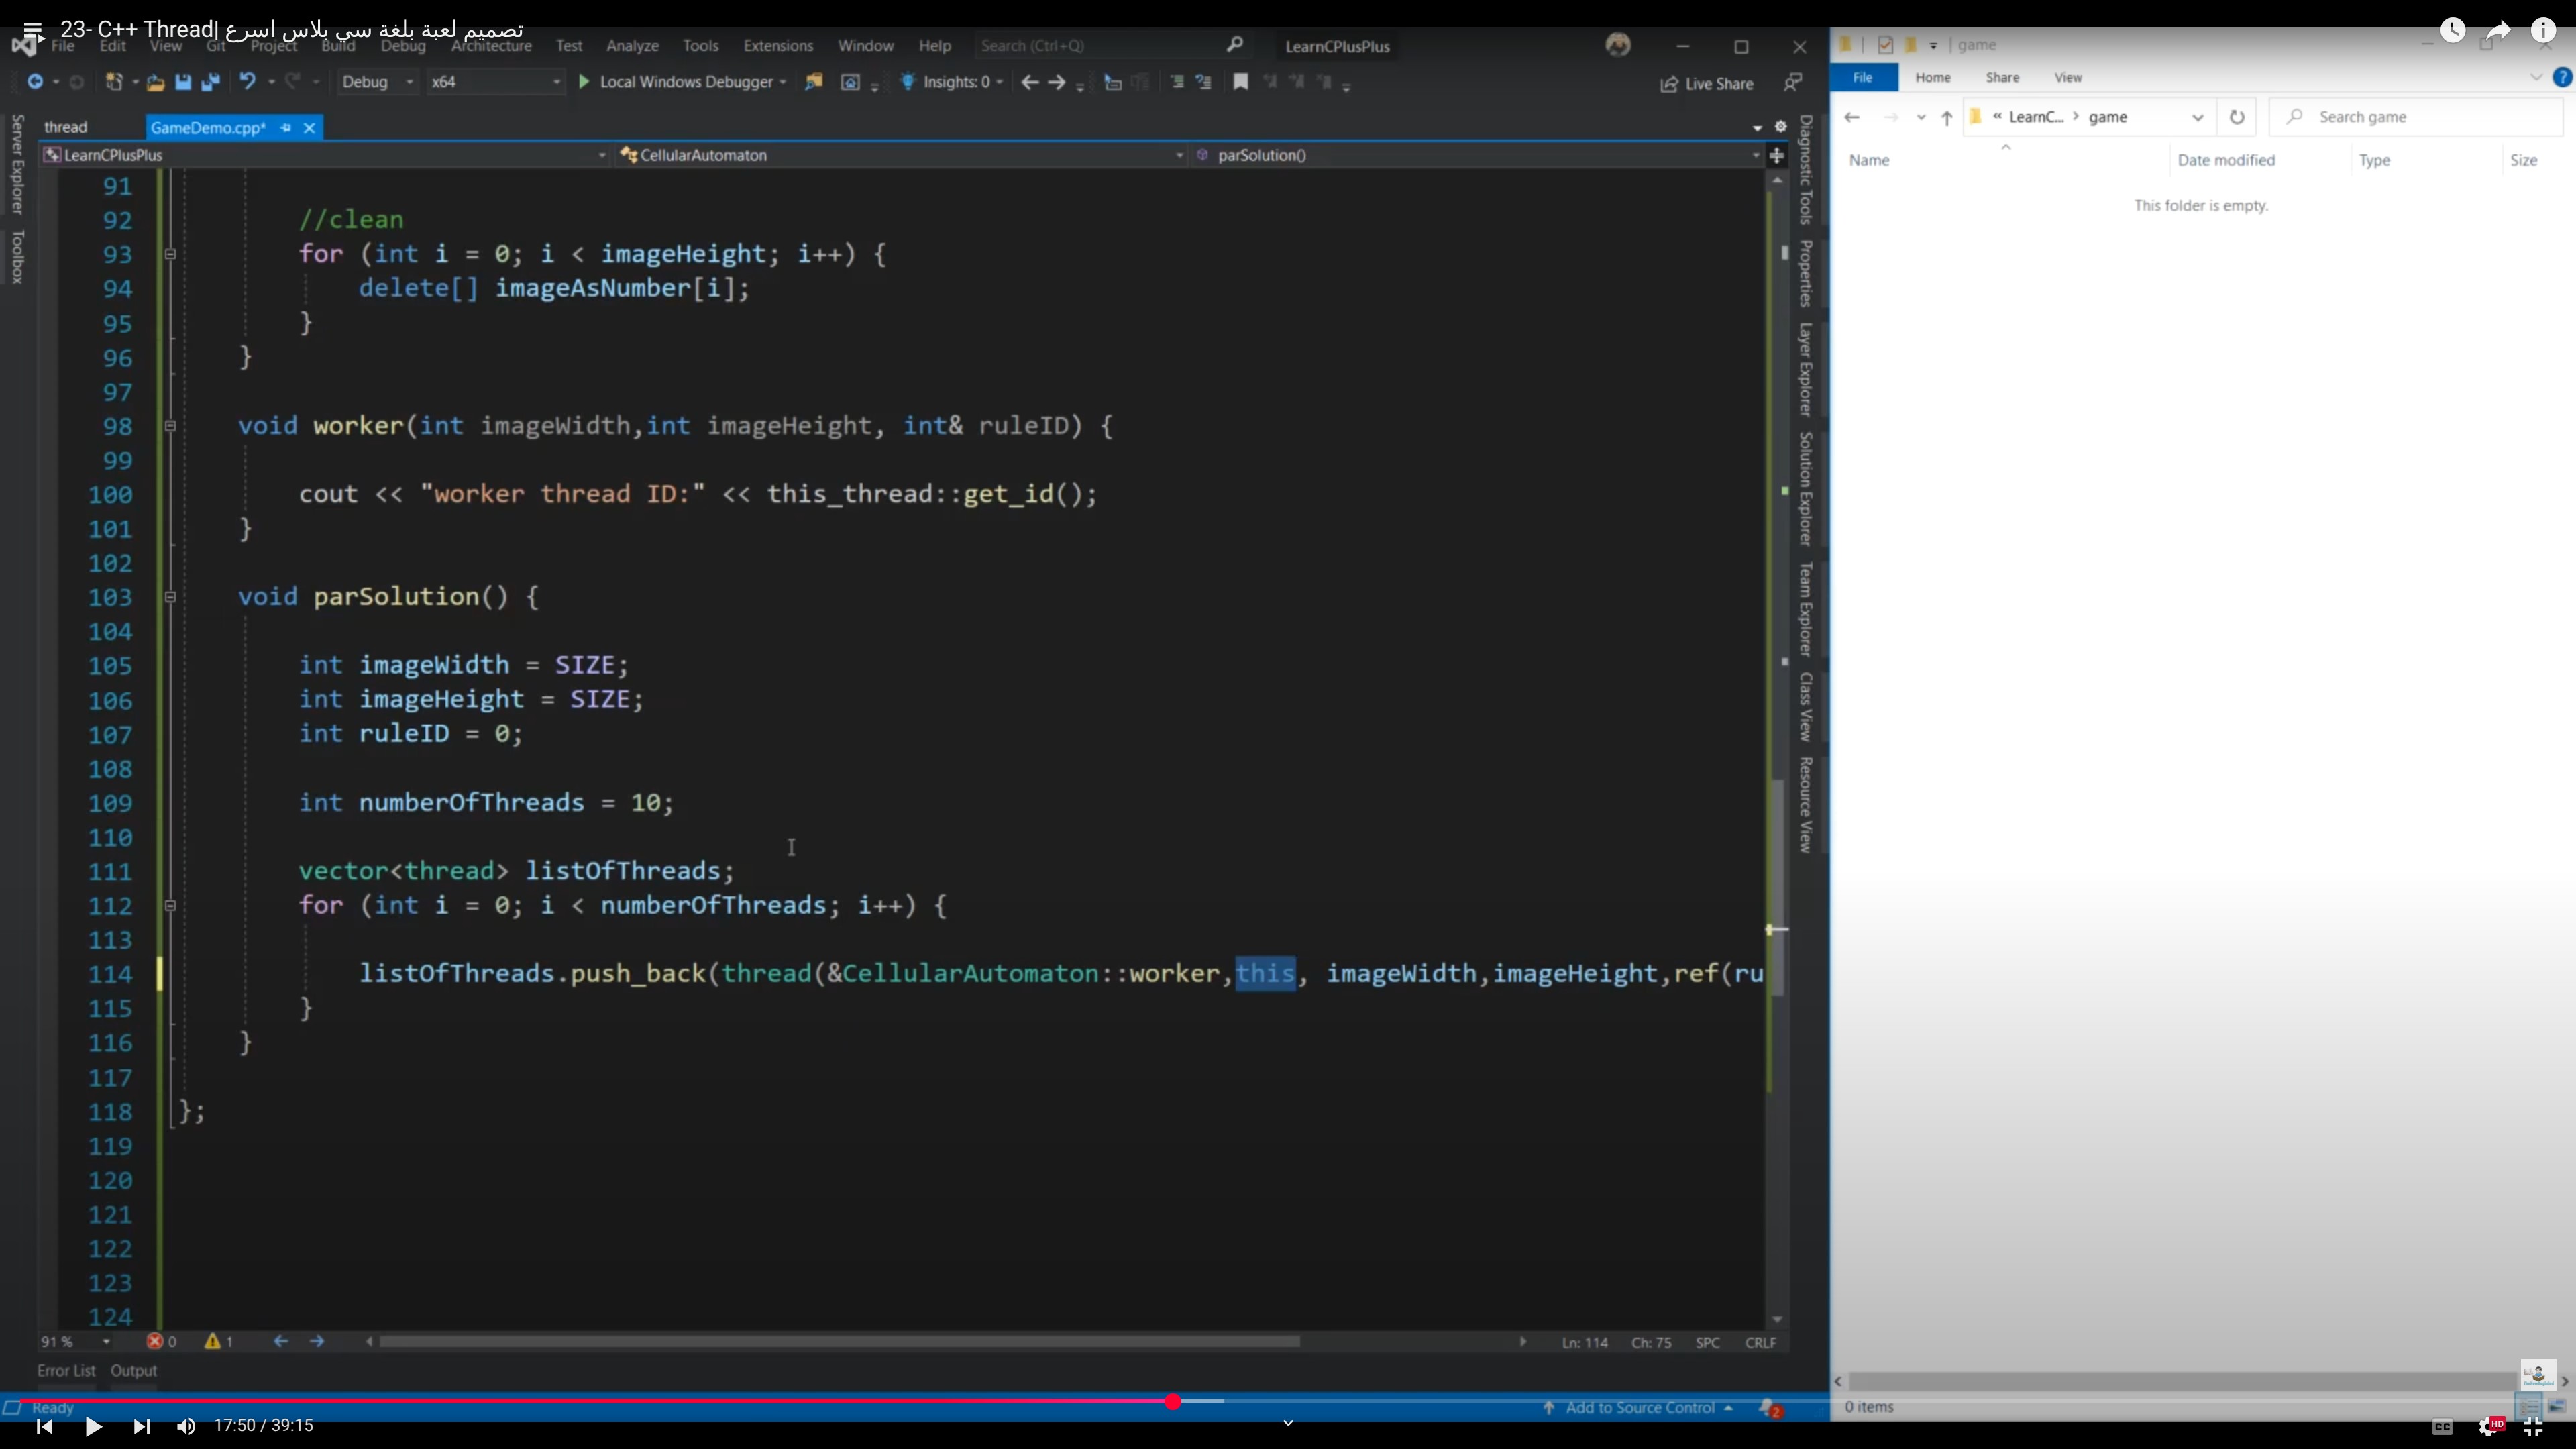 23- C++ Thread| تصميم لعبة بلغة سي بلاس اسرع
File Edit View Git Project Build Debug Architecture Test Analyze Tools Extensions Window Help Search (Ctrl+Q) LearnCPlusPlus
game
Debug x64 Local Windows Debugger Insights: 0 Live Share
File Home Share View
thread GameDemo.cpp*
« LearnC... > game Search game
LearnCPlusPlus CellularAutomaton parSolution()
Name Date modified Type Size
This folder is empty.
Server Explorer
Toolbox
91
92 //clean
93 for (int i = 0; i < imageHeight; i++) {
94 delete[] imageAsNumber[i];
95 }
96 }
97
98 void worker(int imageWidth,int imageHeight, int& ruleID) {
99
100 cout << "worker thread ID:" << this_thread::get_id();
101 }
102
103 void parSolution() {
104
105 int imageWidth = SIZE;
106 int imageHeight = SIZE;
107 int ruleID = 0;
108
109 int numberOfThreads = 10;
110
111 vector<thread> listOfThreads;
112 for (int i = 0; i < numberOfThreads; i++) {
113
114 listOfThreads.push_back(thread(&CellularAutomaton::worker,this, imageWidth,imageHeight,ref(ru
115 }
116 }
117
118 };
119
120
121
122
123
124
Diagnostic Tools
Properties
Layer Explorer
Solution Explorer
Team Explorer
Class View
Resource View
91 % 0 1 Ln: 114 Ch: 75 SPC CRLF
Error List Output
Ready Add to Source Control 2
0 items
17:50 / 39:15
CC HD